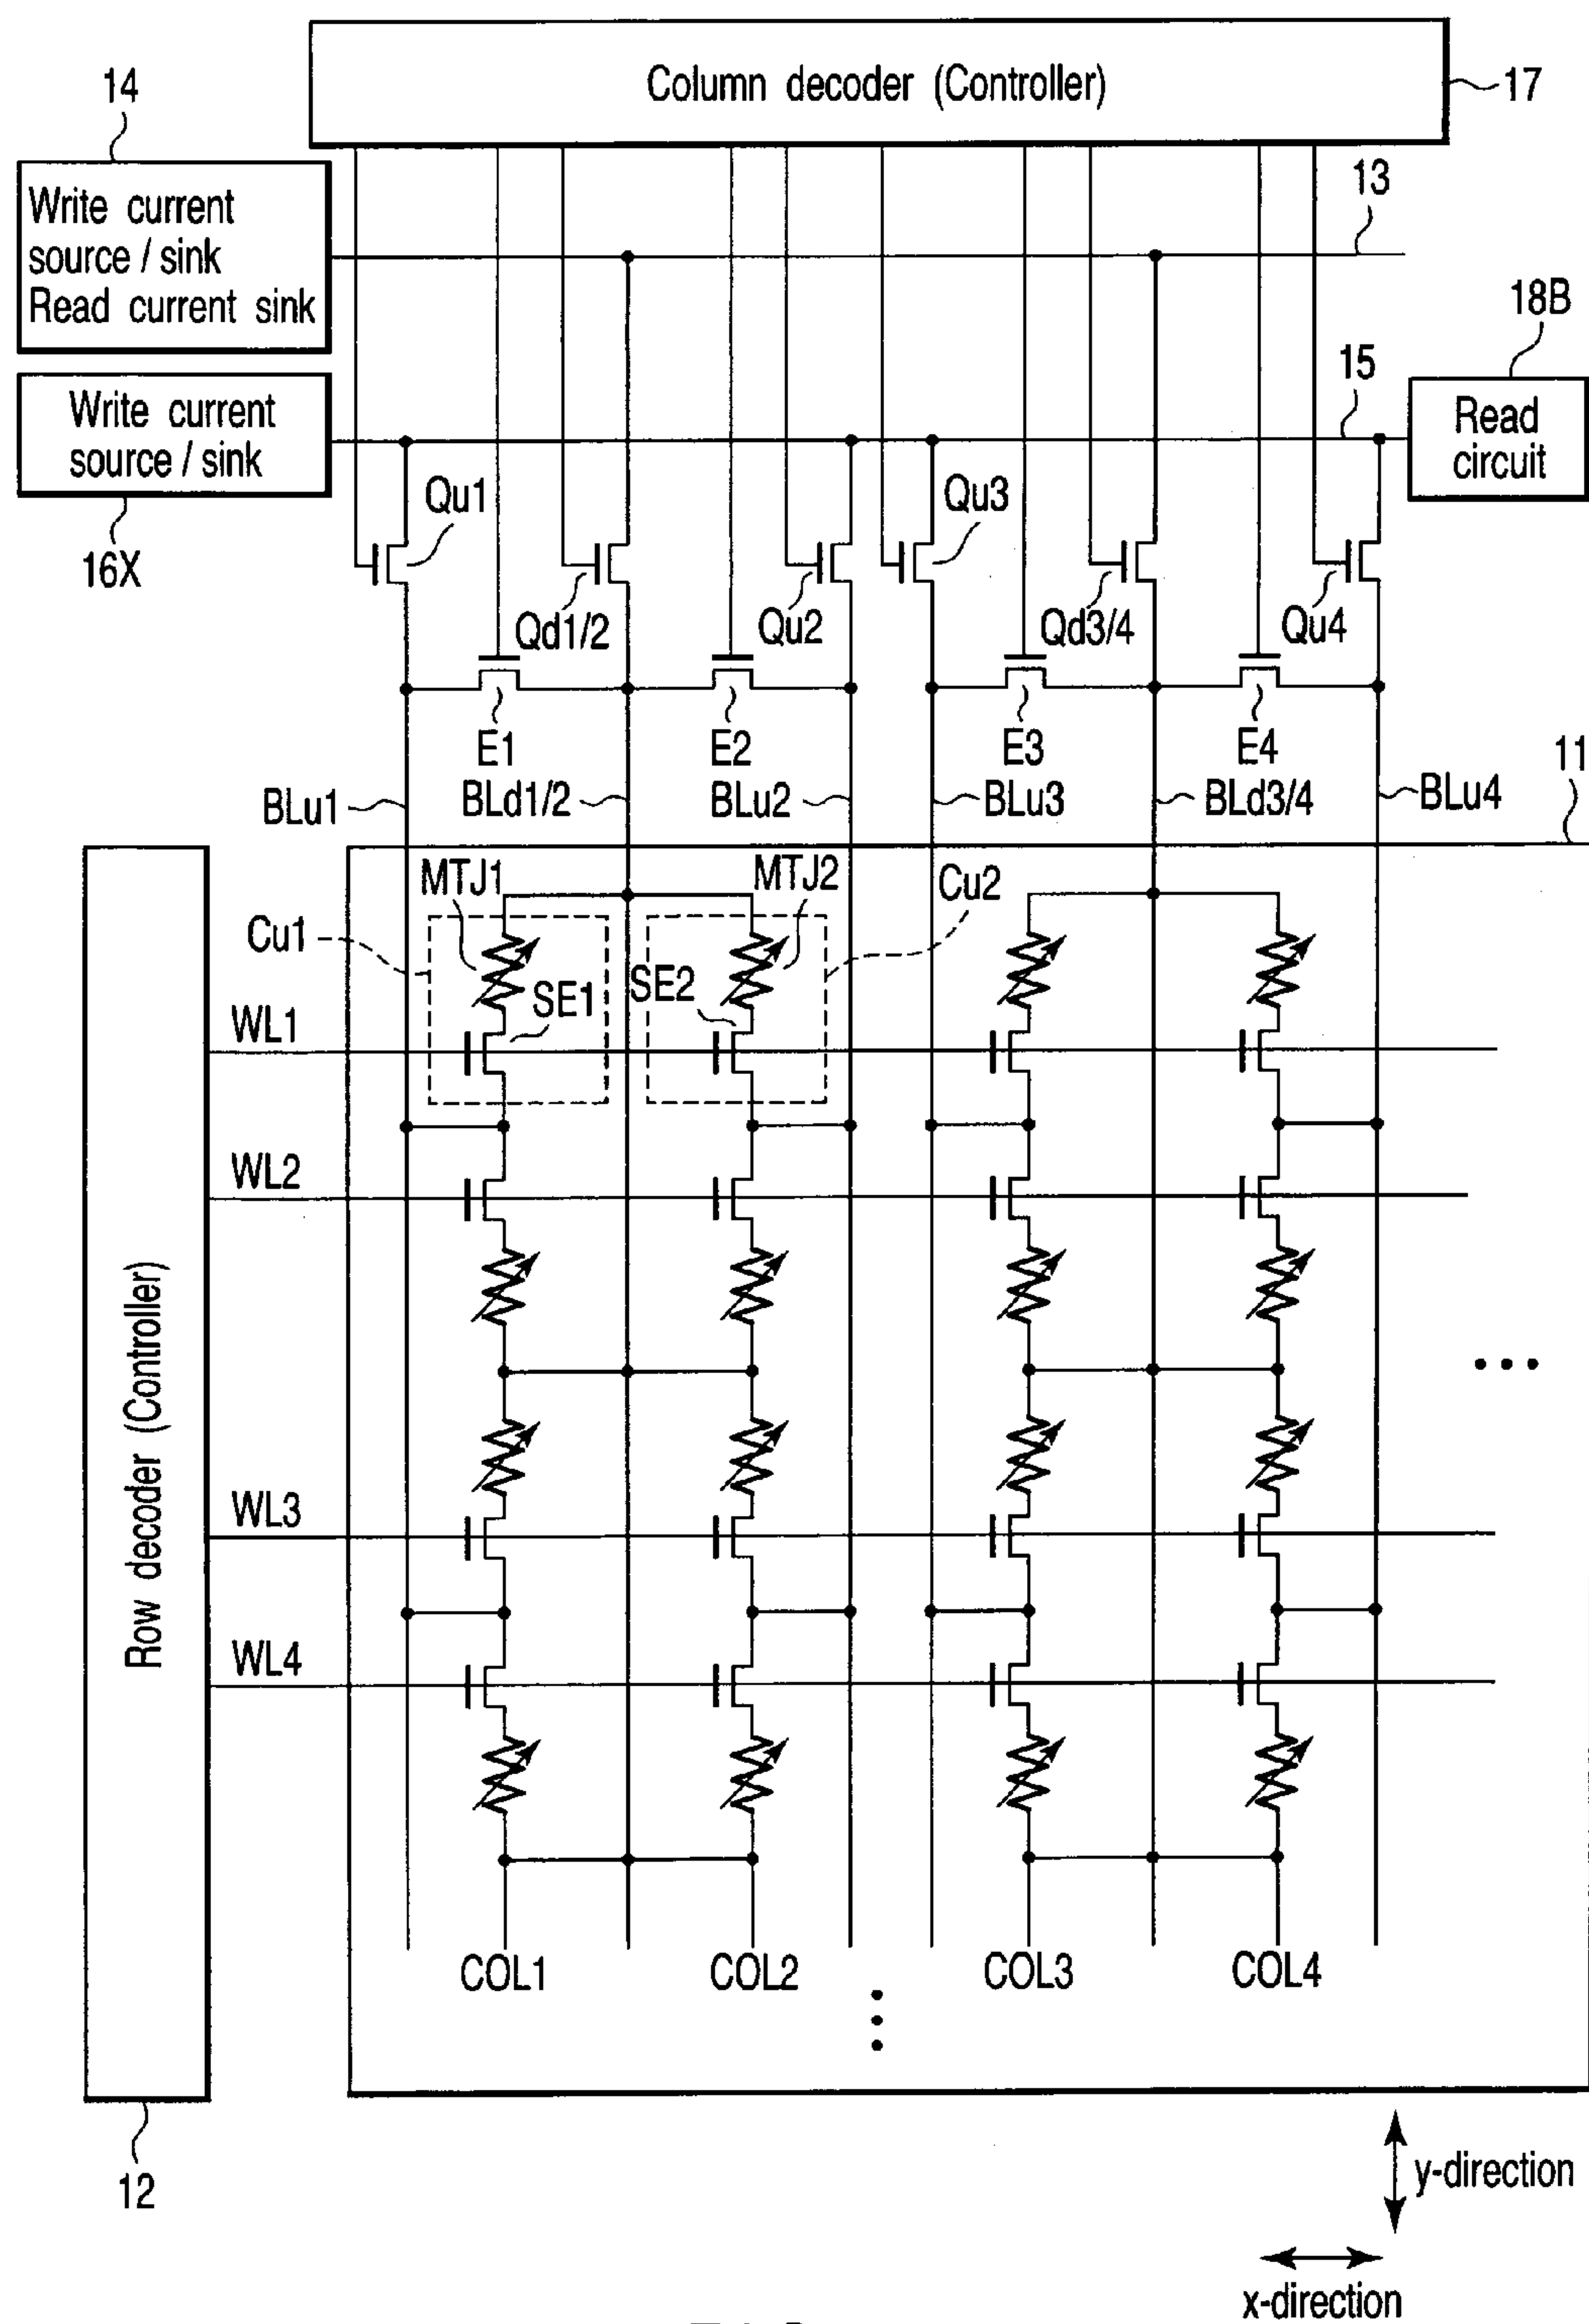 Column decoder (Controller)
17
14
Write current
source / sink
Read current sink
13
18B
15
Write current
source / sink
Read
circuit
16X
Qu1
Qd1/2
Qu2
Qu3
Qd3/4
Qu4
E1
E2
E3
E4
11
BLu1
BLd1/2
BLu2
BLu3
BLd3/4
BLu4
MTJ1
MTJ2
Cu2
Cu1
SE1
SE2
WL1
WL2
WL3
WL4
Row decoder (Controller)
COL1
COL2
COL3
COL4
12
y-direction
x-direction